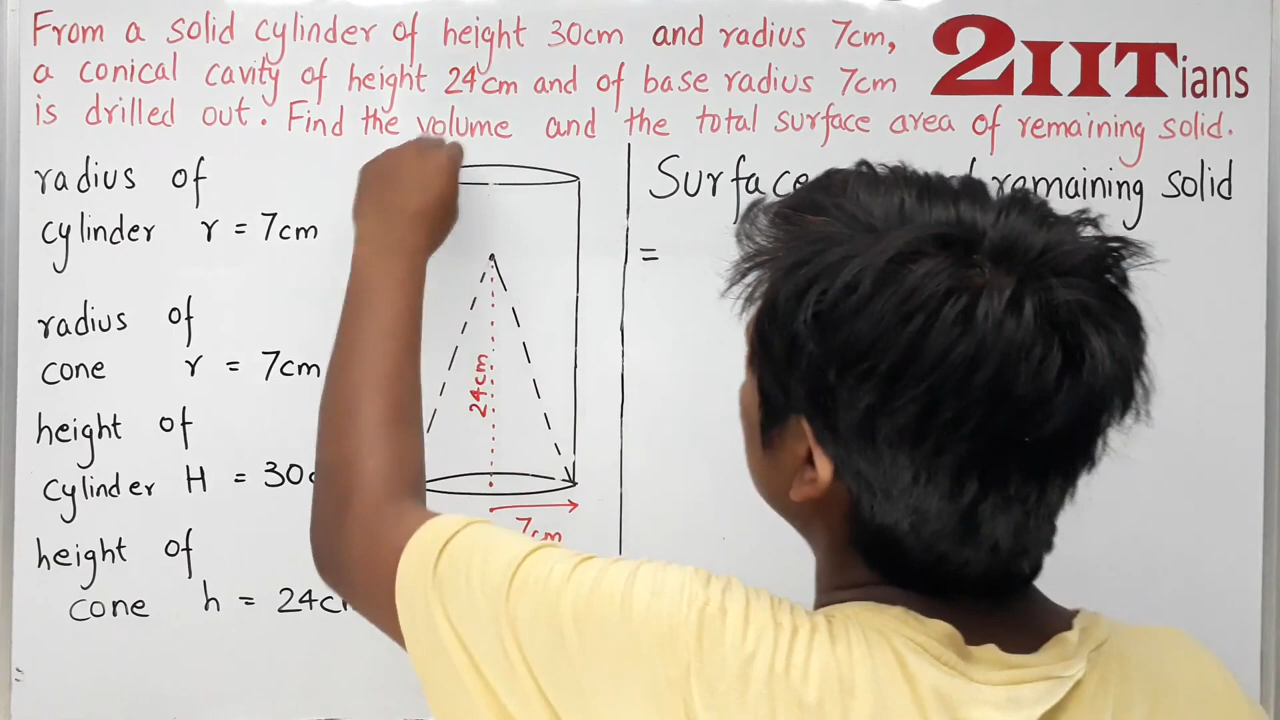 From a solid cylinder of height 30cm and radius 7cm,
a conical cavity of height 24cm and of base radius 7cm
is drilled out. Find the volume and the total surface area of remaining solid.
2IITians
radius of
cylinder r = 7cm
radius of
cone r = 7cm
height of
cylinder H = 30c
height of
cone h = 24c
24cm
7cm
Surface remaining solid
=